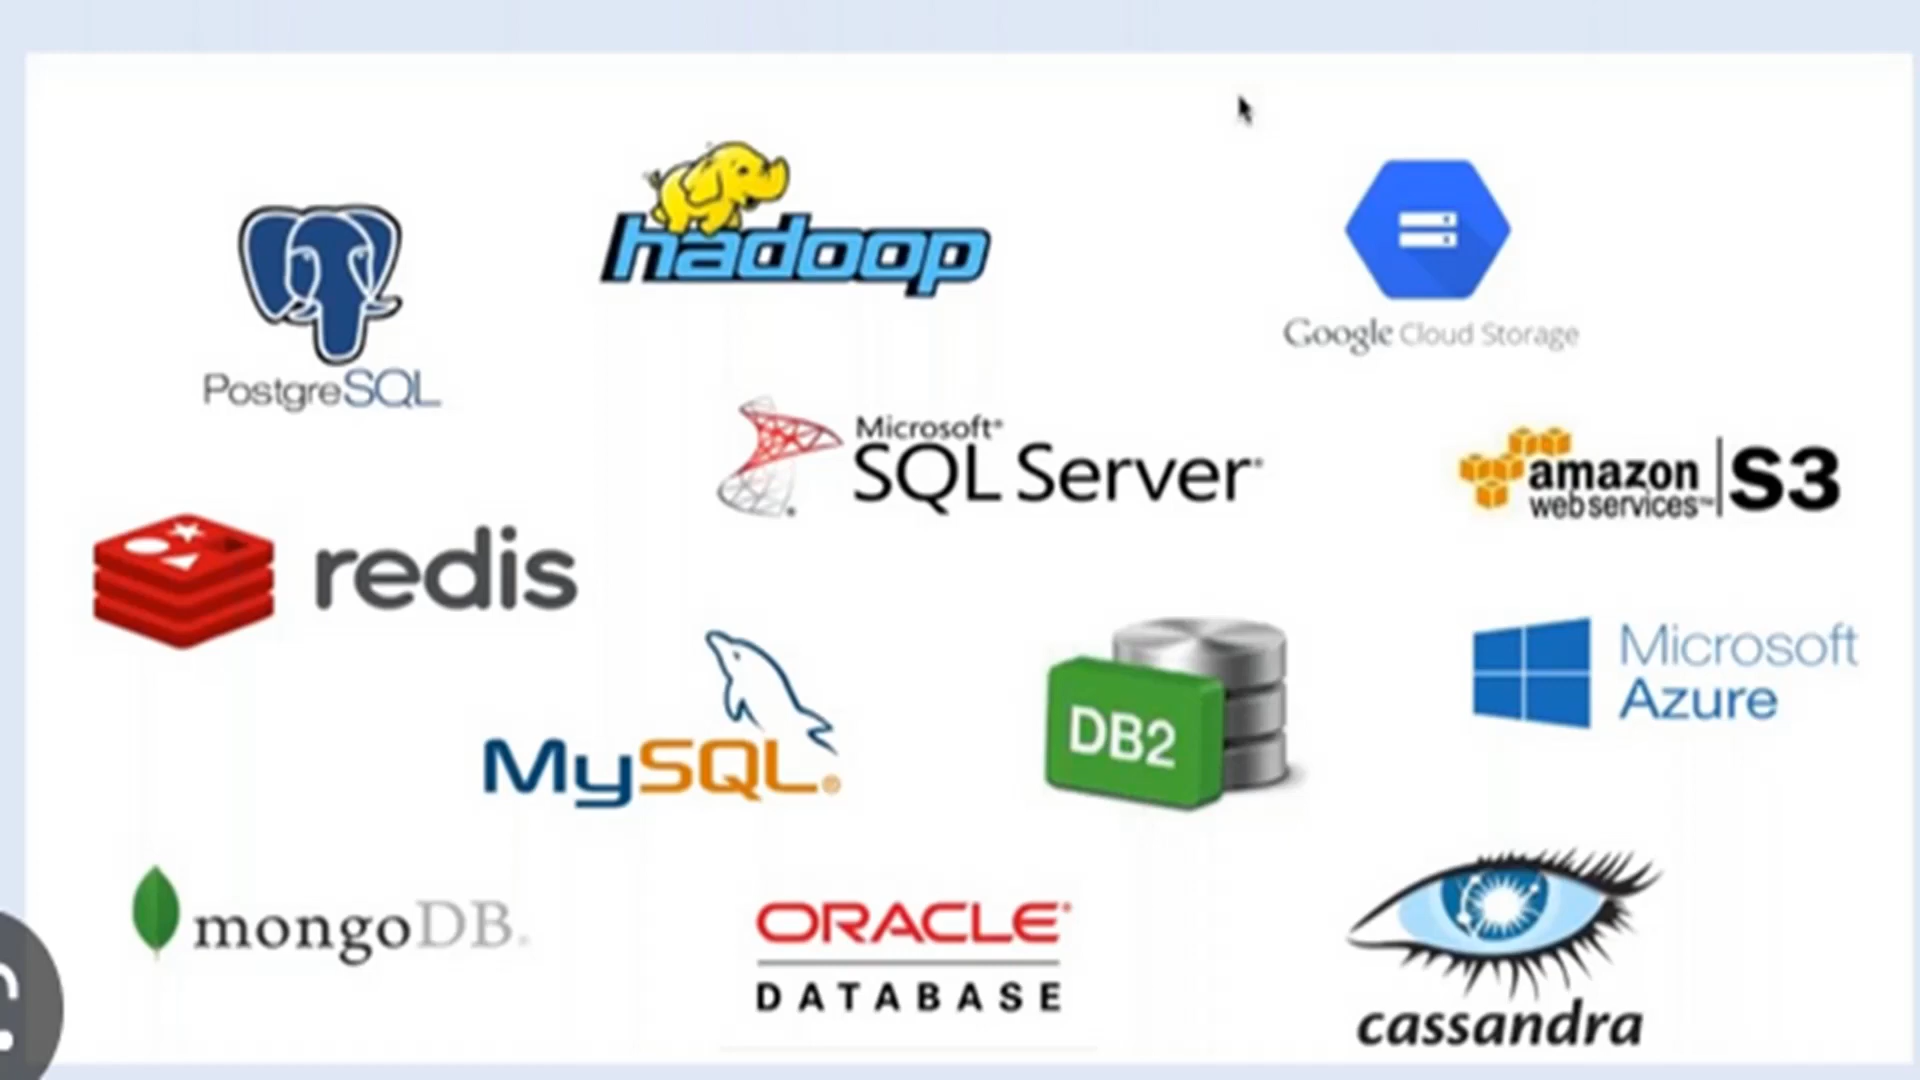 hadoop
PostgreSQL
Google Cloud Storage
Microsoft®
SQL Server®
amazon
web services™
S3
redis
Microsoft
Azure
DB2
MySQL®
mongoDB.
ORACLE®
DATABASE
cassandra